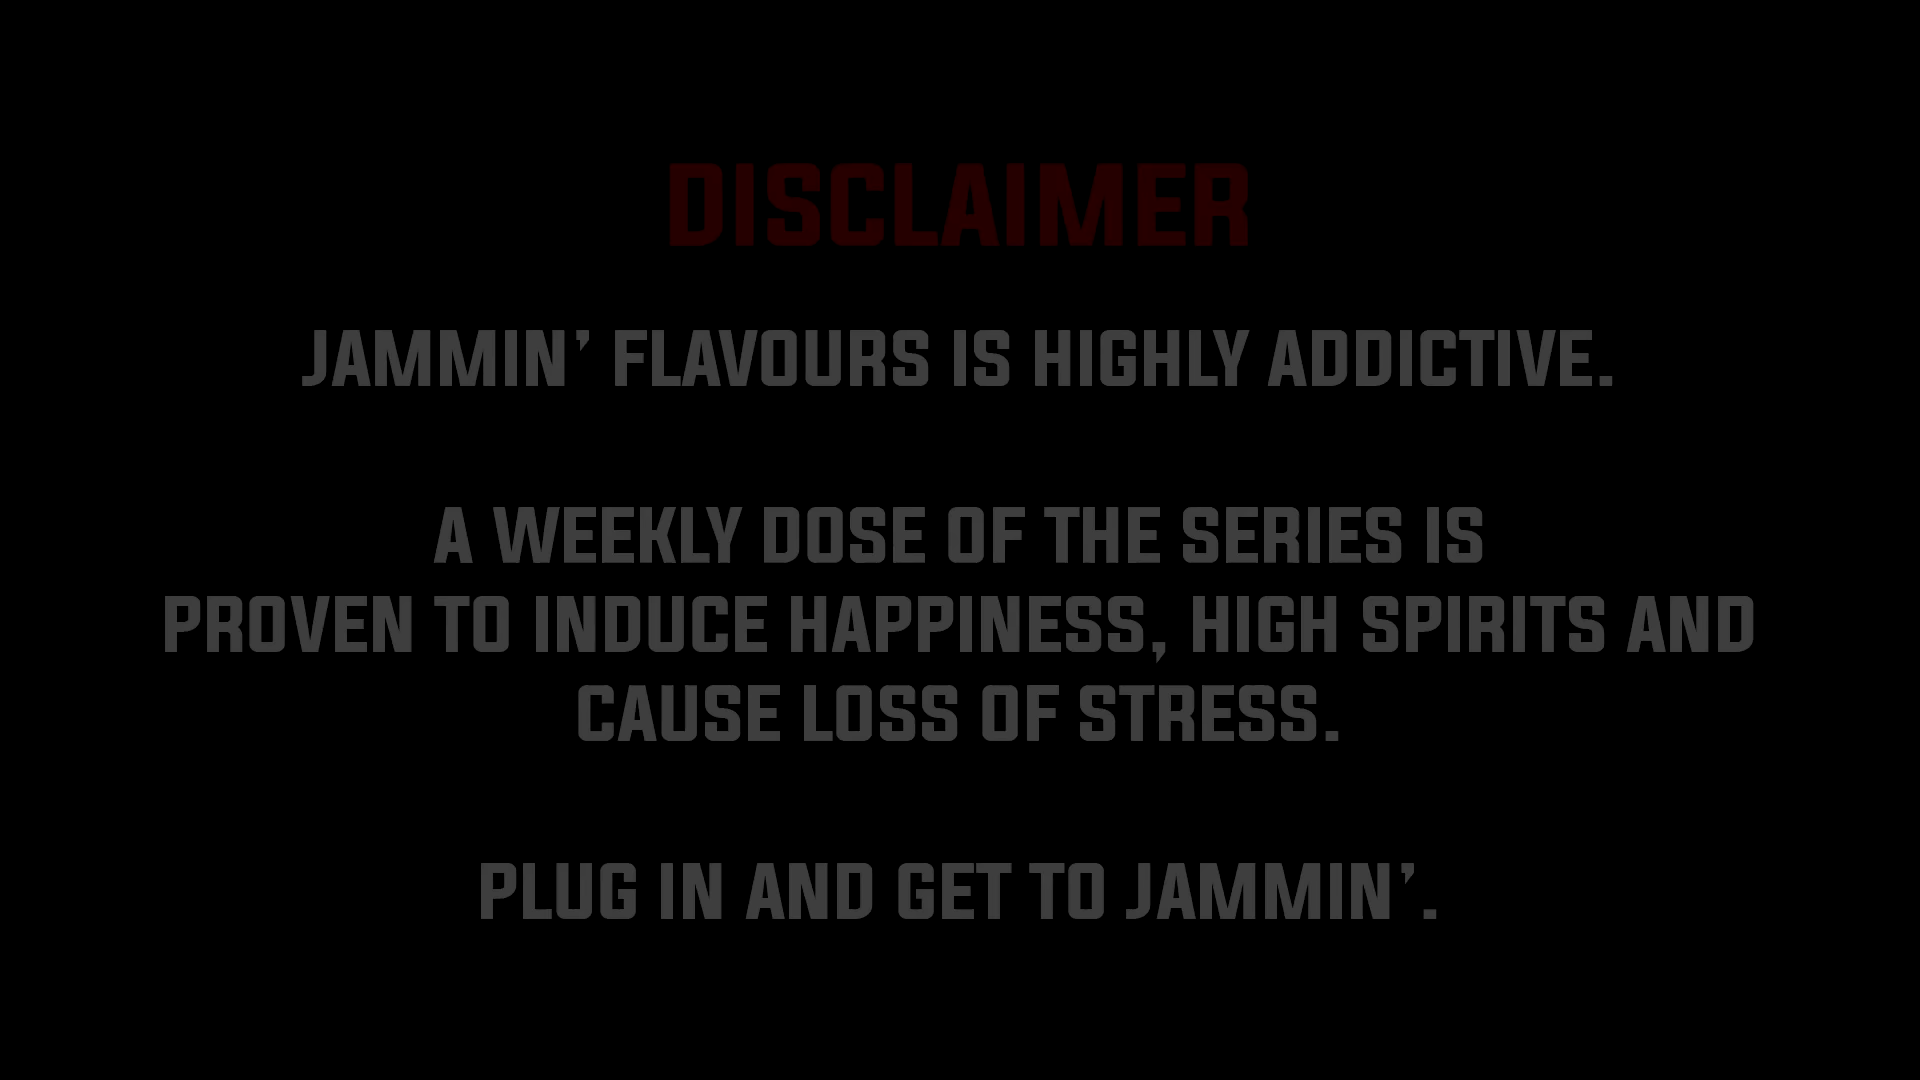 DISCLAIMER
JAMMIN’ FLAVOURS IS HIGHLY ADDICTIVE.
A WEEKLY DOSE OF THE SERIES IS
PROVEN TO INDUCE HAPPINESS, HIGH SPIRITS AND
CAUSE LOSS OF STRESS.
PLUG IN AND GET TO JAMMIN’.